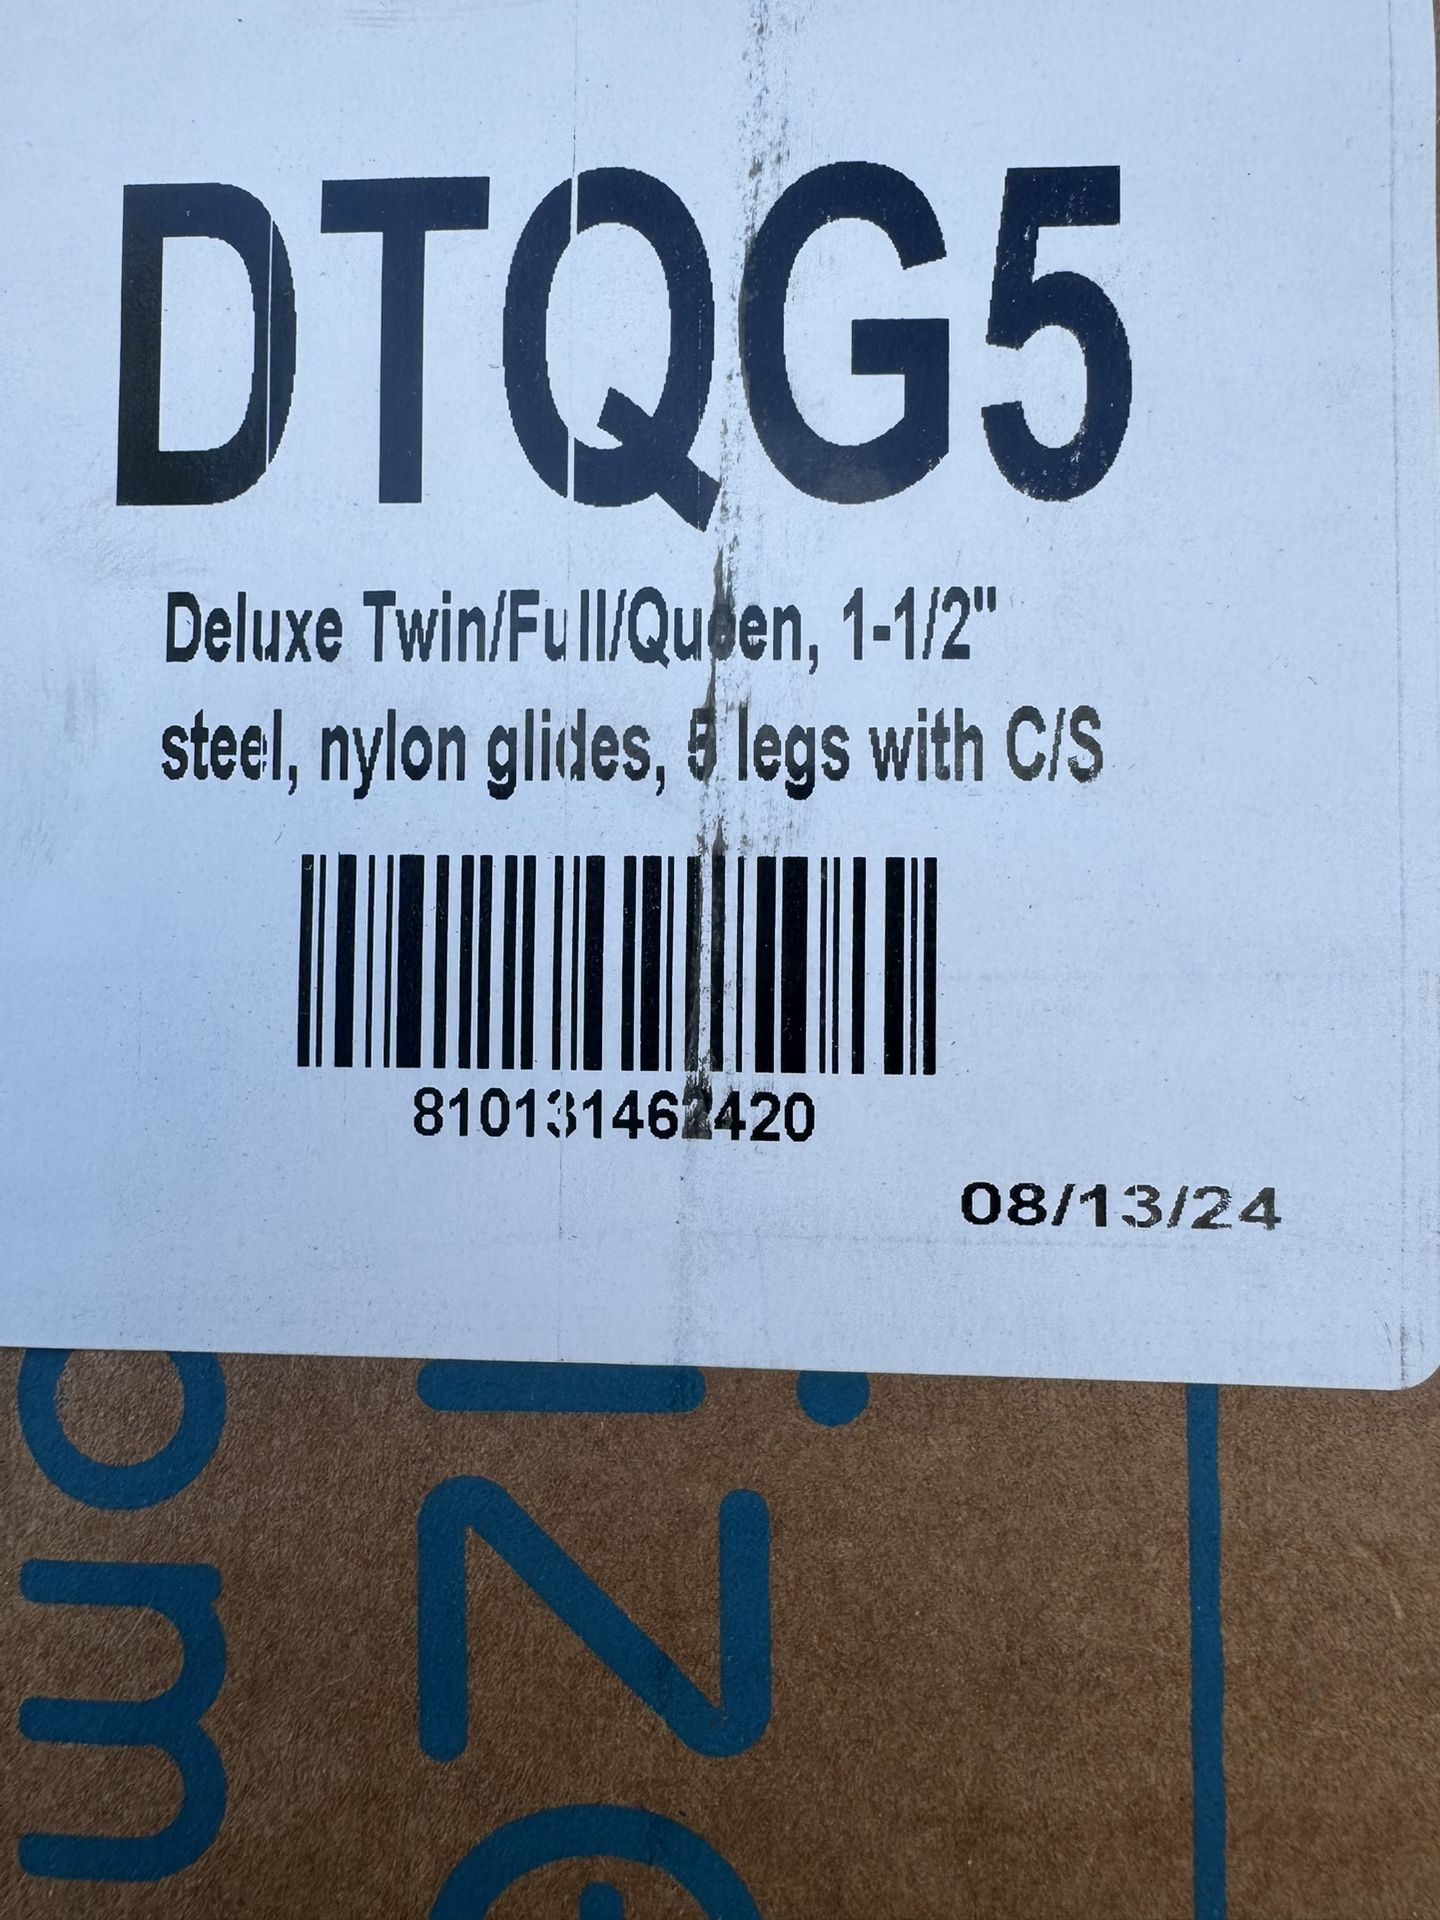 DTQG5
Deluxe Twin/Full/Queen, 1-1/2"
steel, nylon glides, 5 legs with C/S
810131462420
08/13/24